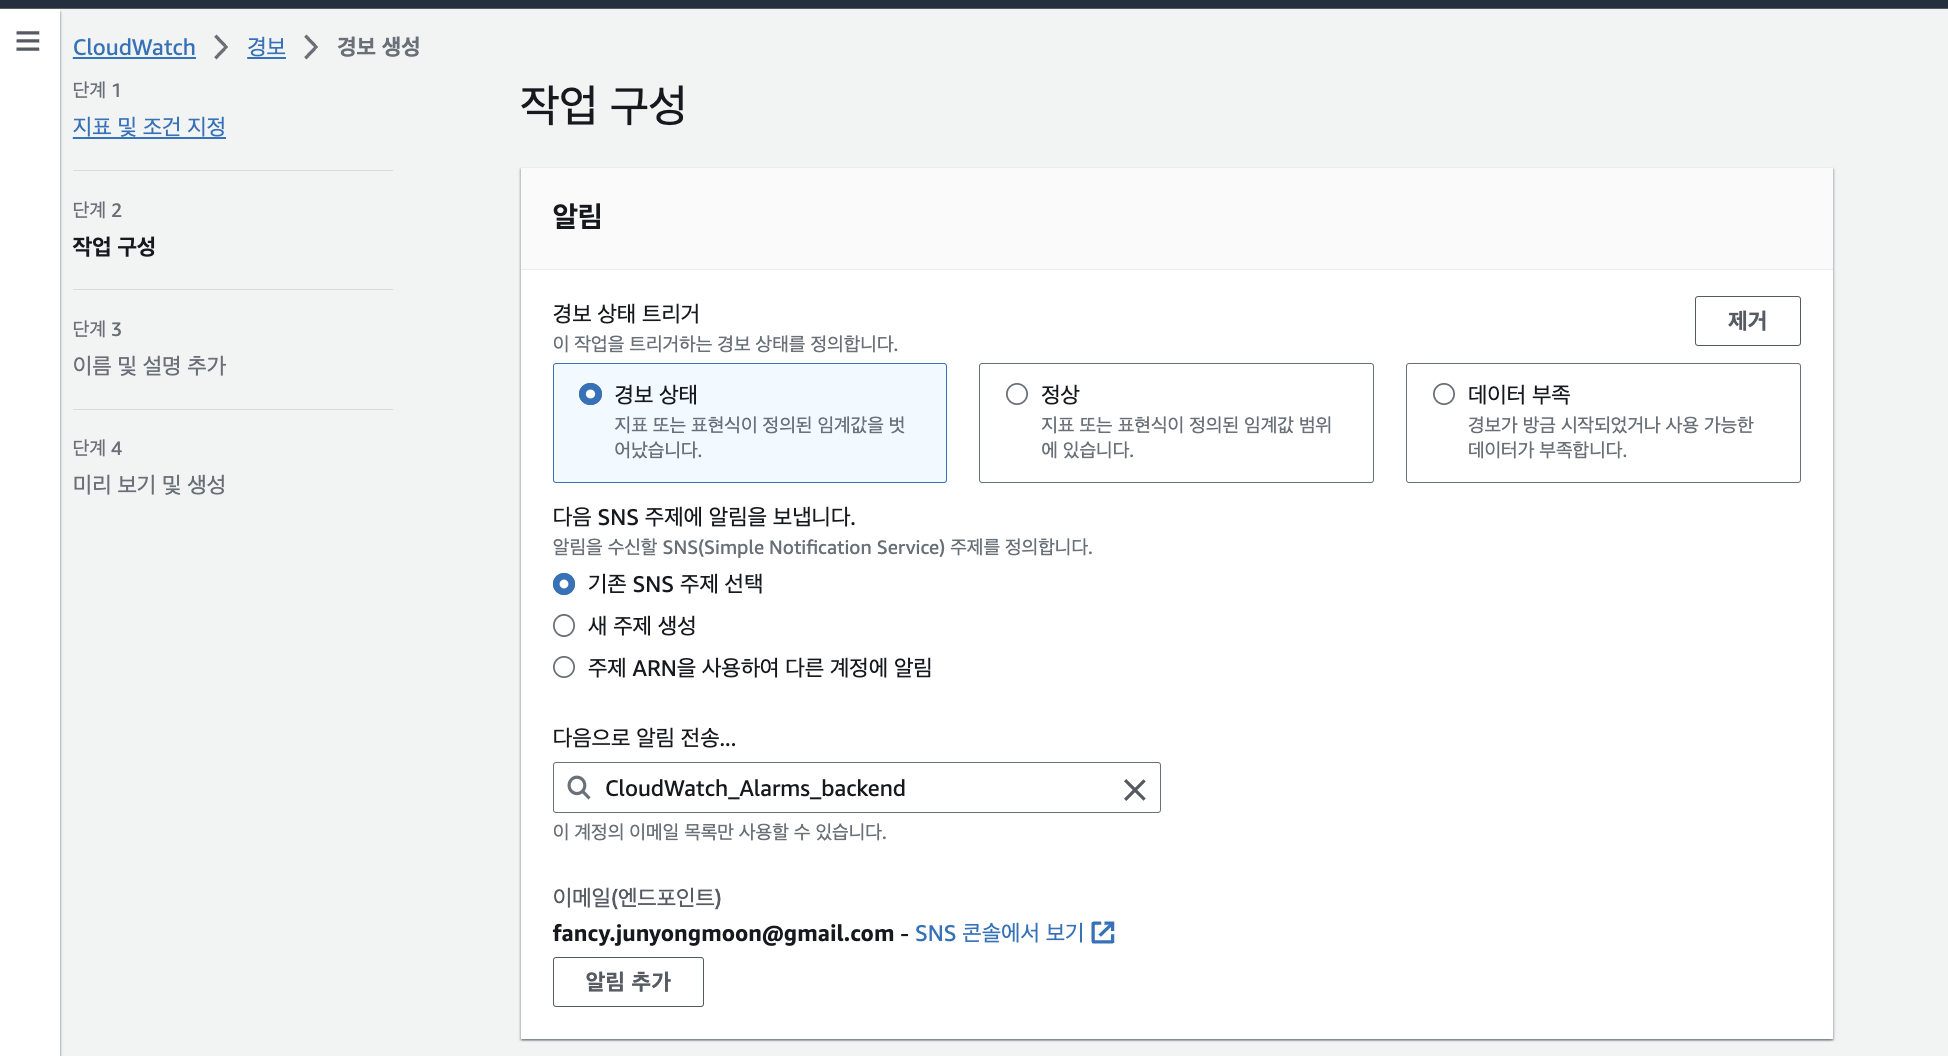 CloudWatch > 경보 > 경보 생성
단계 1
지표 및 조건 지정
단계 2
작업 구성
단계 3
이름 및 설명 추가
단계 4
미리 보기 및 생성
작업 구성
알림
경보 상태 트리거
이 작업을 트리거하는 경보 상태를 정의합니다.
제거
경보 상태
지표 또는 표현식이 정의된 임계값을 벗
어났습니다.
정상
지표 또는 표현식이 정의된 임계값 범위
에 있습니다.
데이터 부족
경보가 방금 시작되었거나 사용 가능한
데이터가 부족합니다.
다음 SNS 주제에 알림을 보냅니다.
알림을 수신할 SNS(Simple Notification Service) 주제를 정의합니다.
기존 SNS 주제 선택
새 주제 생성
주제 ARN을 사용하여 다른 계정에 알림
다음으로 알림 전송...
CloudWatch_Alarms_backend
이 계정의 이메일 목록만 사용할 수 있습니다.
이메일(엔드포인트)
fancy.junyongmoon@gmail.com - SNS 콘솔에서 보기
알림 추가